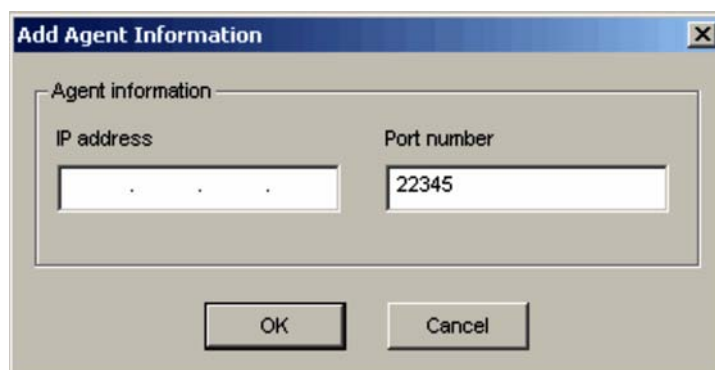 Add Agent Information
Agent information
IP address Port number
. . . 22345
OK Cancel